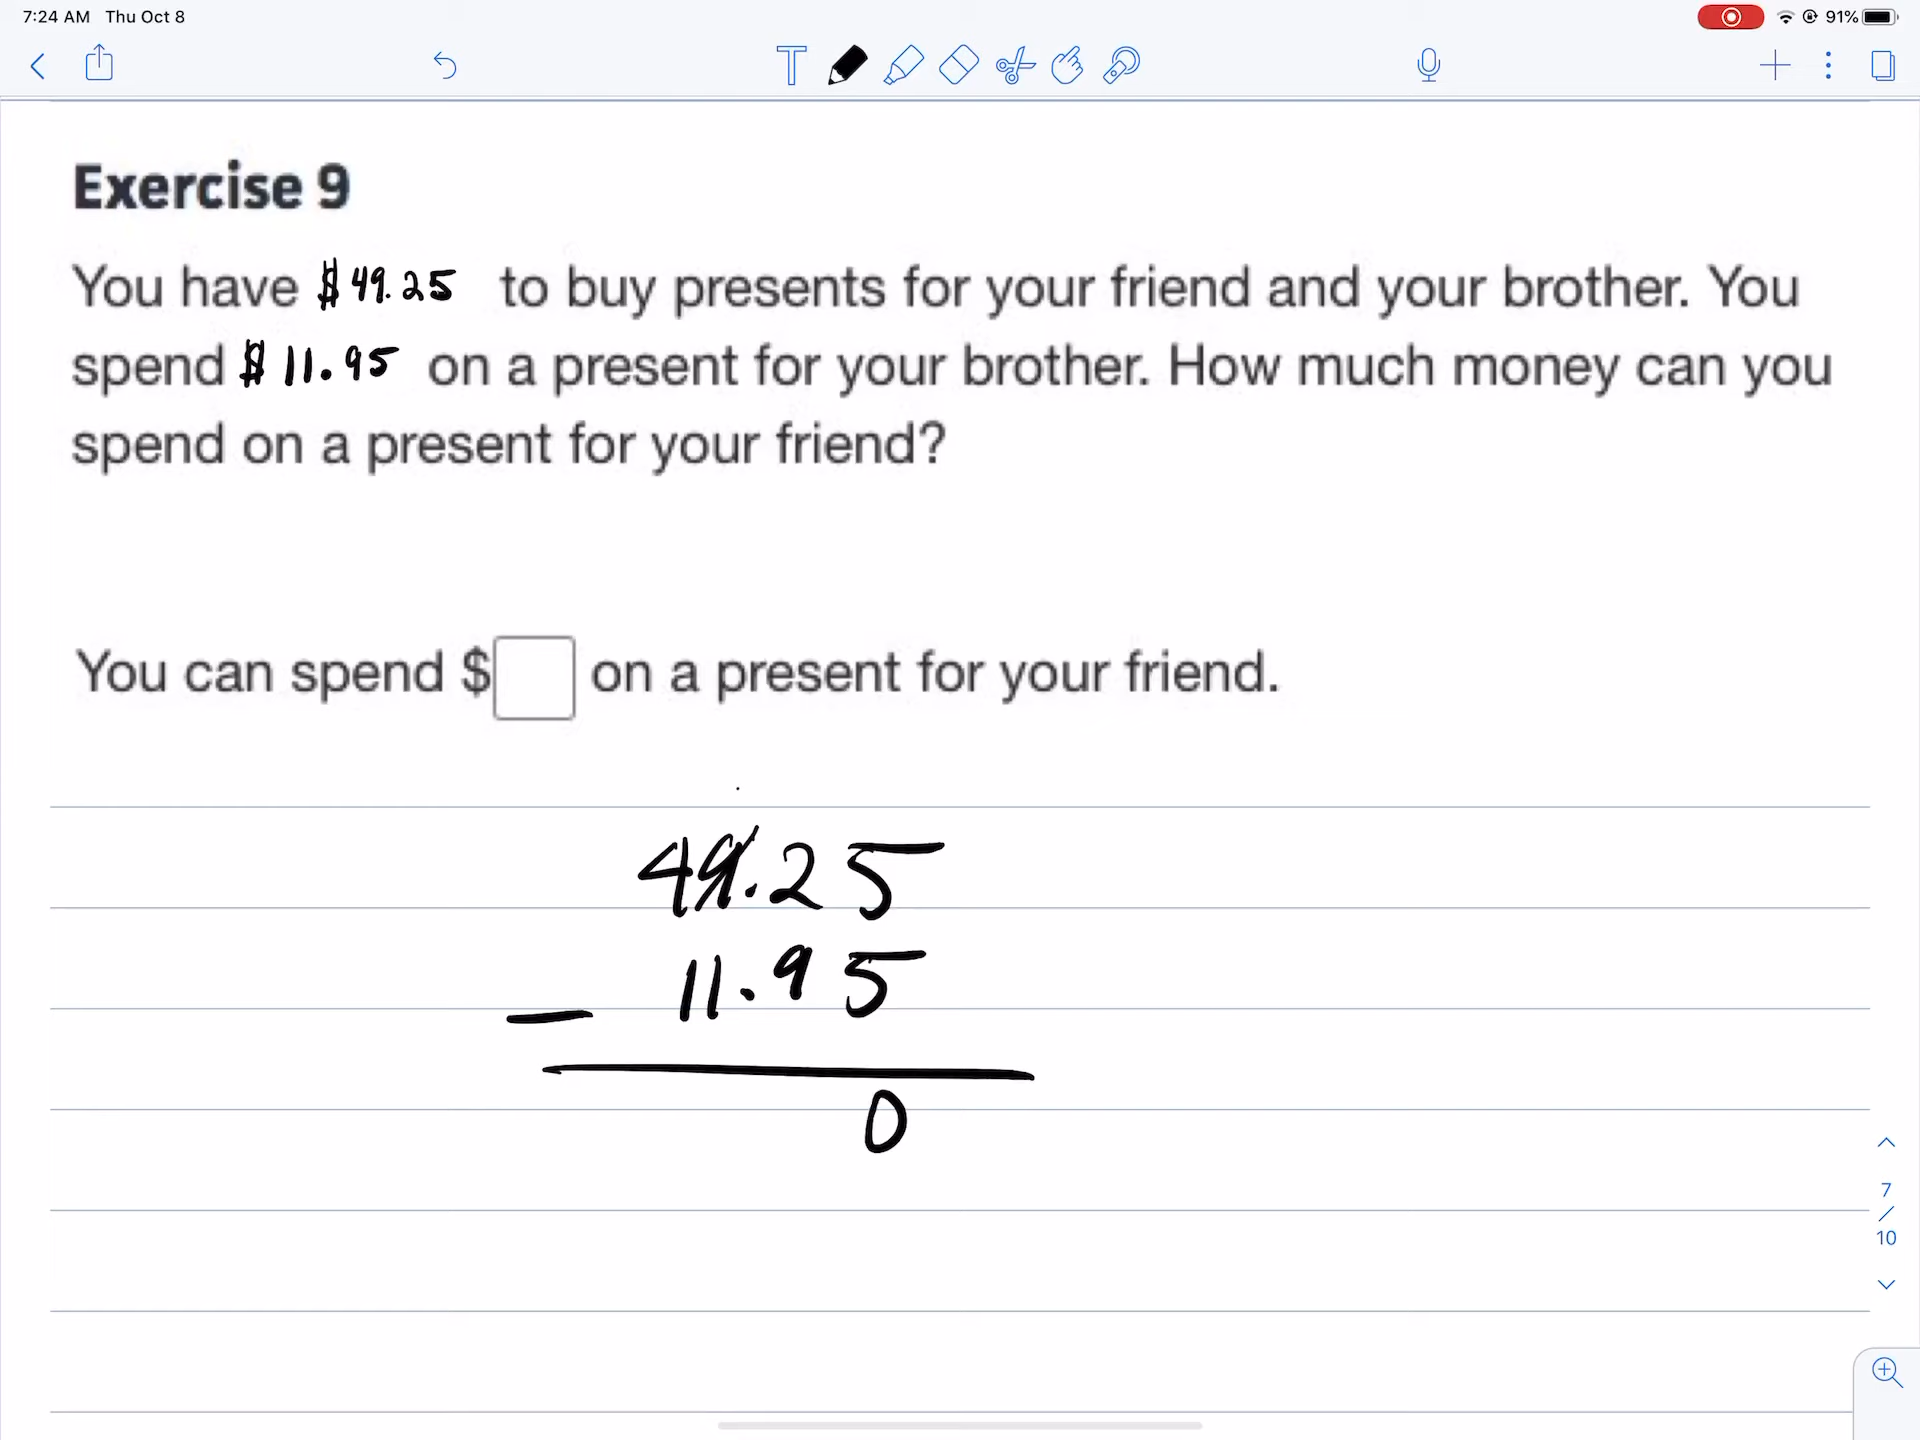 7:24 AM Thu Oct 8
91%
Exercise 9
You have $49.25 to buy presents for your friend and your brother. You
spend $11.95 on a present for your brother. How much money can you
spend on a present for your friend?
You can spend $ on a present for your friend.
49.25
11.95
—
0
7
/
10